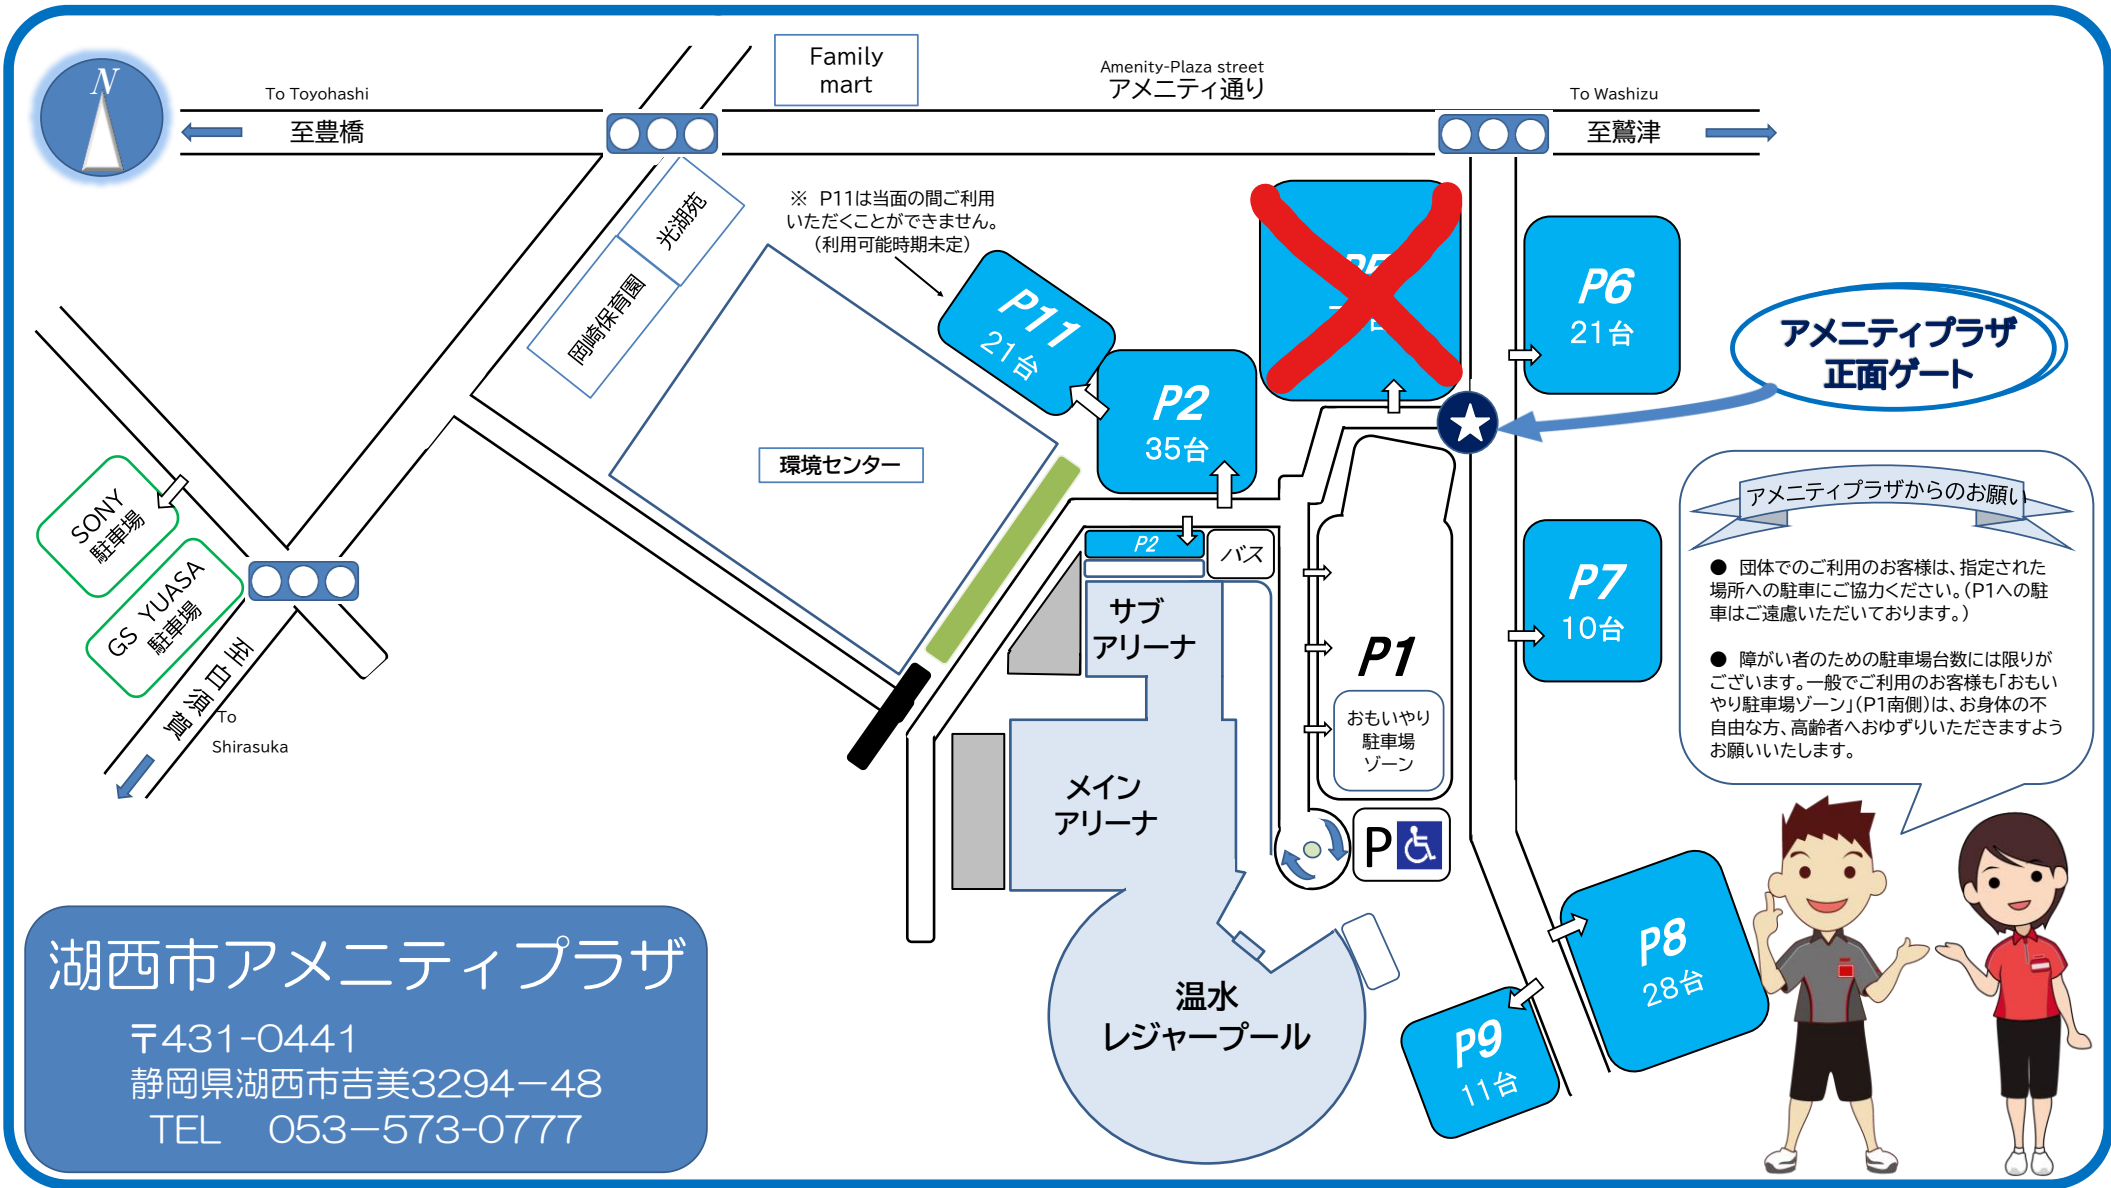 N
To Toyohashi
至豊橋
Family
mart
Amenity-Plaza street
アメニティ通り
To Washizu
至鷲津
光湖苑
岡崎保育園
※ P11は当面の間ご利用
いただくことができません。
（利用可能時期未定）
P11
21台
P2
35台
P6
21台
アメニティプラザ
正面ゲート
環境センター
SONY
駐車場
GS YUASA
駐車場
至白須賀
To
Shirasuka
P2
バス
サブ
アリーナ
P1
おもいやり
駐車場
ゾーン
P7
10台
アメニティプラザからのお願い
● 団体でのご利用のお客様は、指定された
場所への駐車にご協力ください。（P1への駐
車はご遠慮いただいております。）
● 障がい者のための駐車場台数には限りが
ございます。一般でご利用のお客様も「おもい
やり駐車場ゾーン」（P1南側）は、お身体の不
自由な方、高齢者へおゆずりいただきますよう
お願いいたします。
メイン
アリーナ
P
P8
28台
P9
11台
温水
レジャープール
湖西市アメニティプラザ
〒431-0441
静岡県湖西市吉美3294－48
TEL 053－573-0777